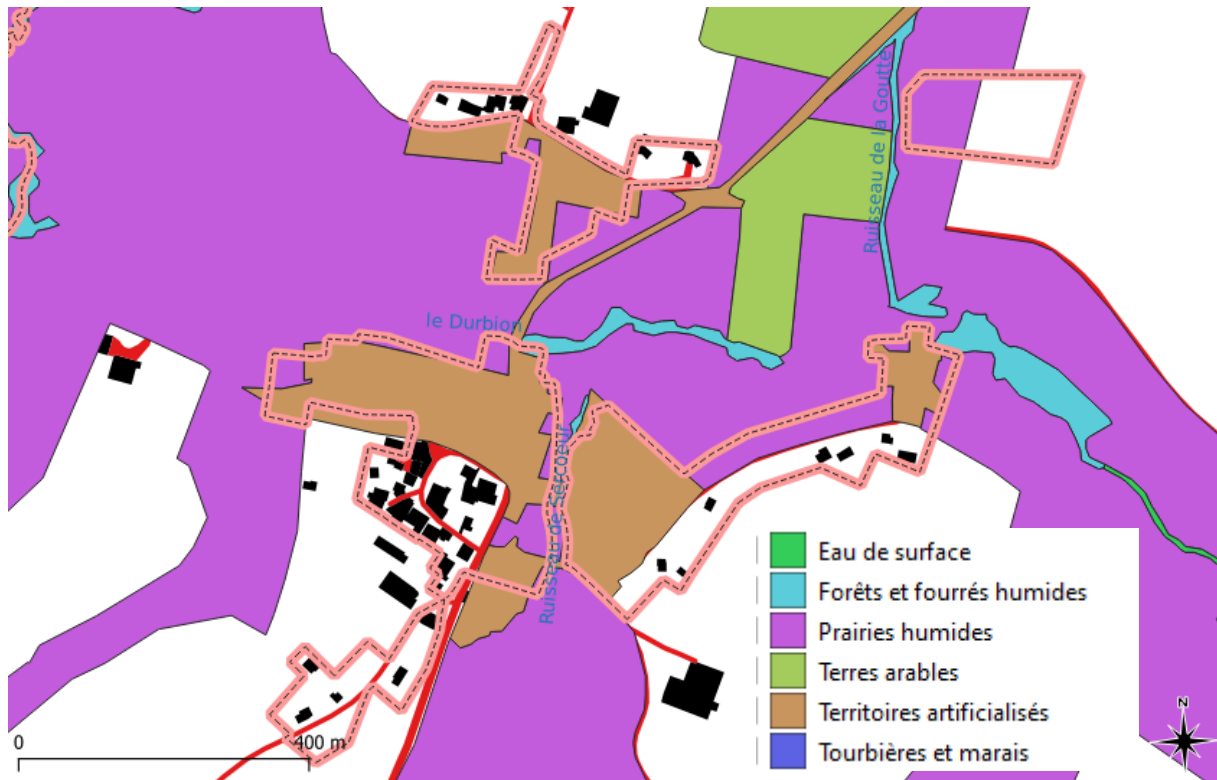 Ruisseau de la Goutte
le Durbion
Ruisseau de Sercoeur
Eau de surface
Forêts et fourrés humides
Prairies humides
Terres arables
Territoires artificialisés
Tourbières et marais
0
400 m
N